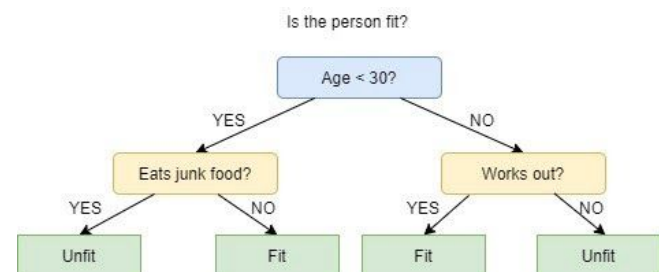 Is the person fit?
Age < 30?
YES
NO
Eats junk food?
Works out?
YES
NO
YES
NO
Unfit
Fit
Fit
Unfit